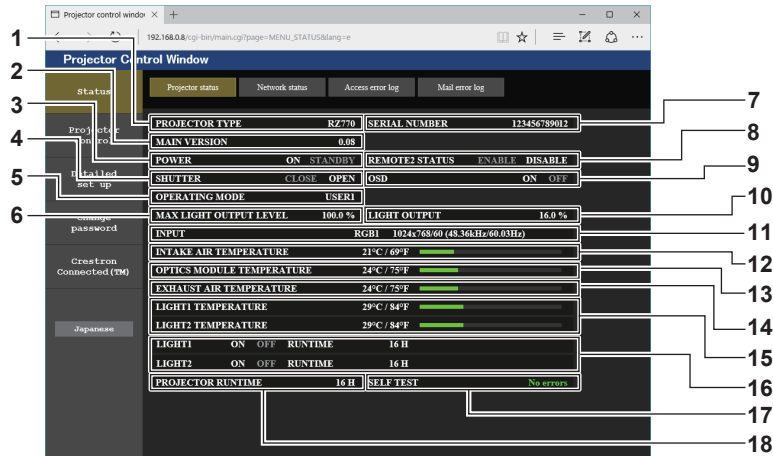 Projector control windov
192.168.0.8/cgi-bin/main.cgi?page=MENU_STATUS&lang=e
Projector Control Window
Status
Projector control
Detailed
set up
Change
password
Crestron
Connected(TM)
Japanese
Projector status
Network status
Access error log
Mail error log
PROJECTOR TYPE RZ770 SERIAL NUMBER 123456789012
MAIN VERSION 0.08
POWER ON STANDBY REMOTE2 STATUS ENABLE DISABLE
SHUTTER CLOSE OPEN OSD ON OFF
OPERATING MODE USER1
MAX LIGHT OUTPUT LEVEL 100.0 % LIGHT OUTPUT 16.0 %
INPUT RGB1 1024x768/60 (48.36kHz/60.03Hz)
INTAKE AIR TEMPERATURE 21°C / 69°F
OPTICS MODULE TEMPERATURE 24°C / 75°F
EXHAUST AIR TEMPERATURE 24°C / 75°F
LIGHT1 TEMPERATURE 29°C / 84°F
LIGHT2 TEMPERATURE 29°C / 84°F
LIGHT1 ON OFF RUNTIME 16 H
LIGHT2 ON OFF RUNTIME 16 H
PROJECTOR RUNTIME 16 H SELF TEST No errors
1
2
3
4
5
6
7
8
9
10
11
12
13
14
15
16
17
18